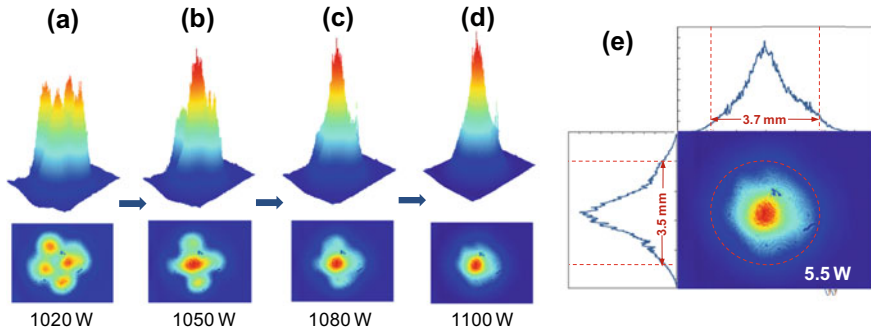 (a)
(b)
(c)
(d)
(e)
3.7 mm
3.5 mm
5.5 W
W
1020 W
1050 W
1080 W
1100 W